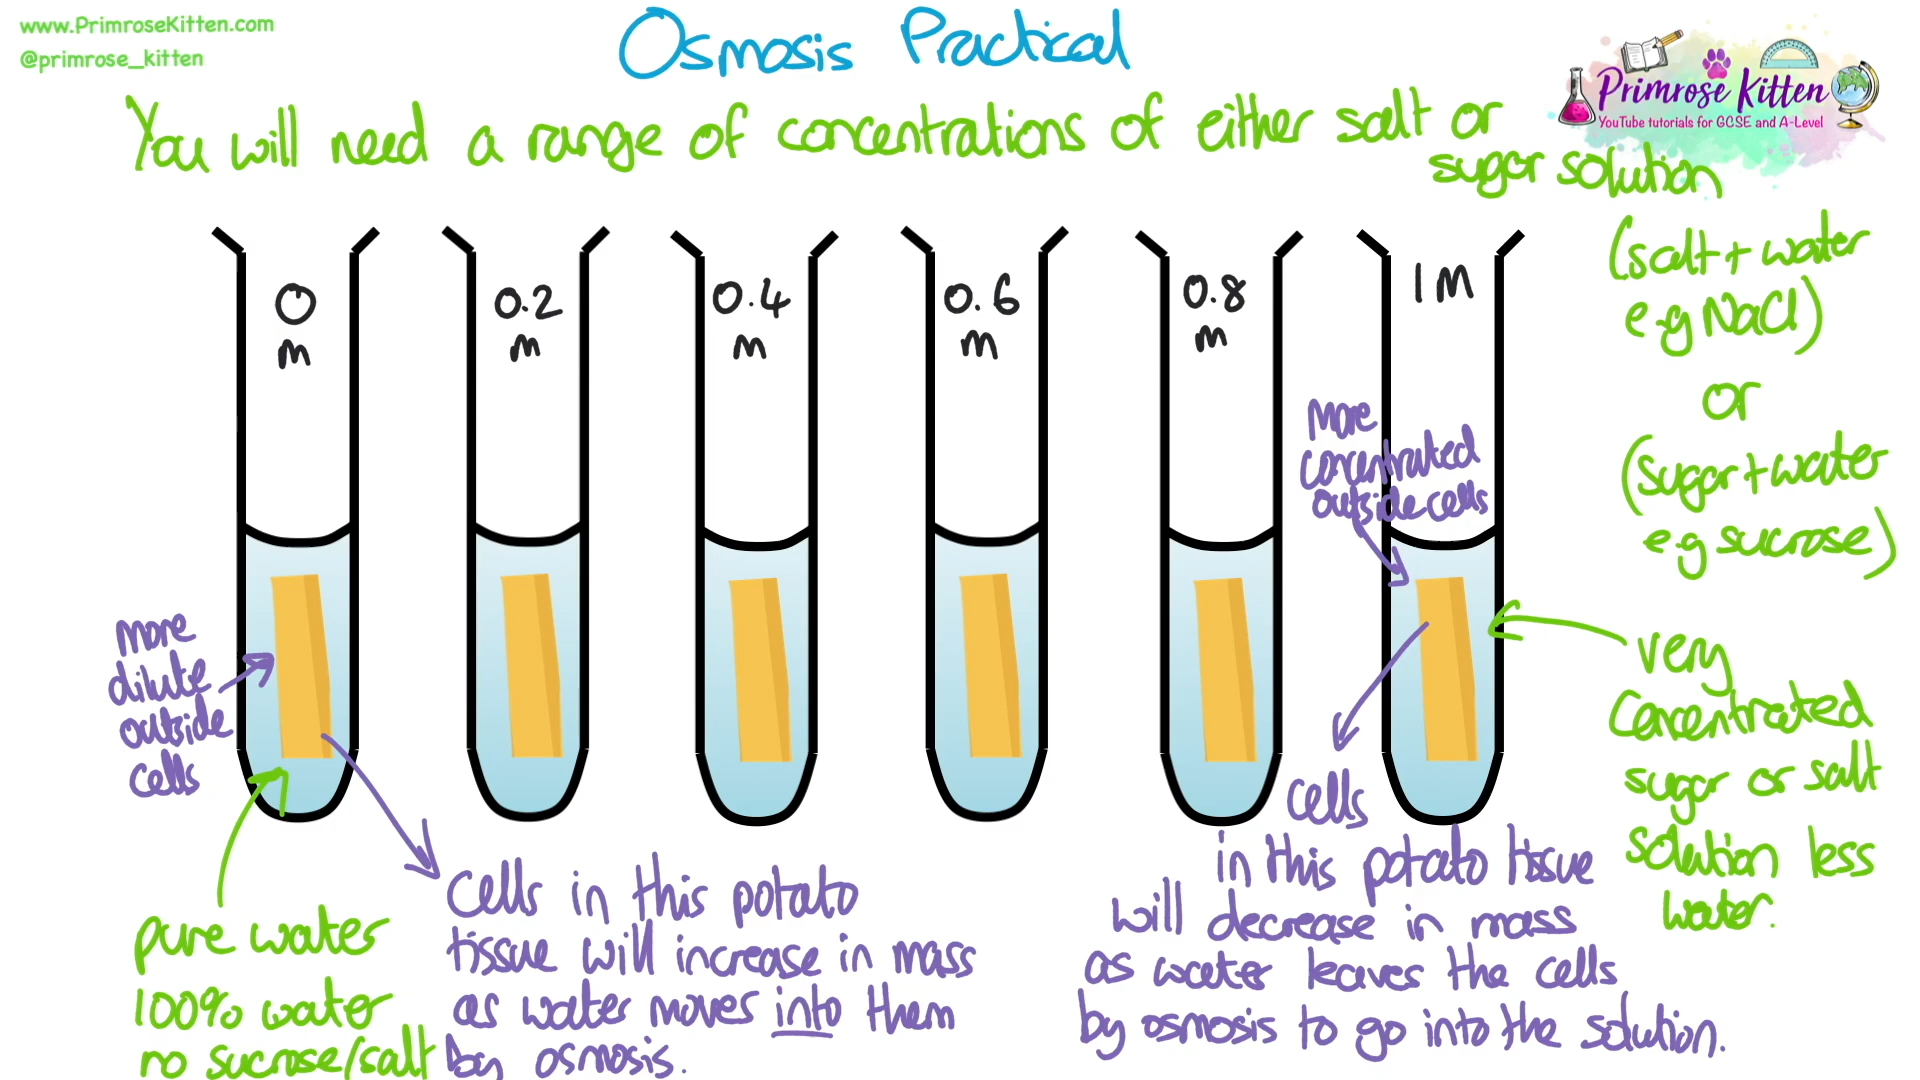 www.PrimroseKitten.com
@primrose_kitten
Osmosis Practical
Primrose Kitten
YouTube tutorials for GCSE and A-Level
You will need a range of concentrations of either salt or
sugar solution
(salt + water
e.g NaCl)
or
(sugar + water
e.g sucrose)
0
m
0.2
m
0.4
m
0.6
m
0.8
m
1M
more
dilute
outside
cells
More
concentrated
outside cells
very
concentrated
sugar or salt
solution less
water.
pure water
100% water
no sucrose/salt
Cells in this potato
tissue will increase in mass
as water moves into them
by osmosis.
cells
in this potato tissue
will decrease in mass
as water leaves the cells
by osmosis to go into the solution.